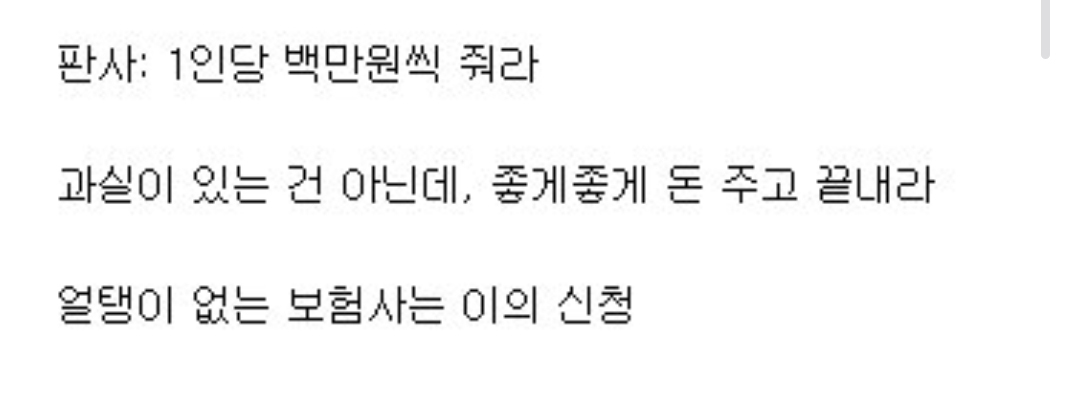 판사: 1인당 백만원씩 줘라
과실이 있는 건 아닌데, 좋게좋게 돈 주고 끝내라
얼탱이 없는 보험사는 이의 신청